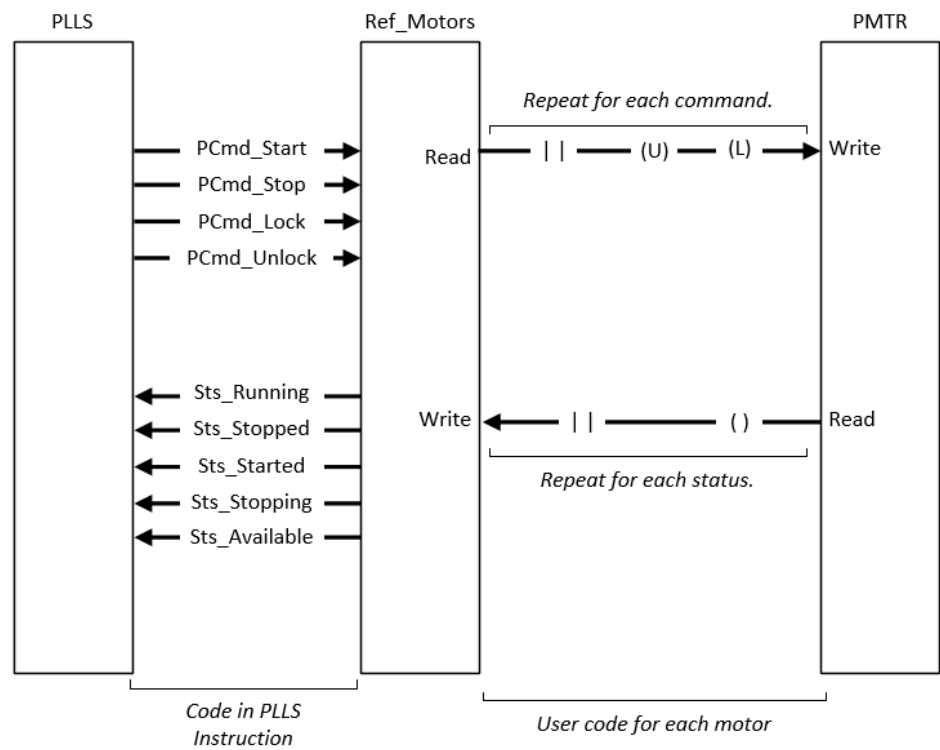 PLLS Ref_Motors PMTR
Repeat for each command.
PCmd_Start
Read | | (U) (L) Write
PCmd_Stop
PCmd_Lock
PCmd_Unlock
Sts_Running
Write | | ( ) Read
Sts_Stopped
Sts_Started
Repeat for each status.
Sts_Stopping
Sts_Available
Code in PLLS
Instruction
User code for each motor